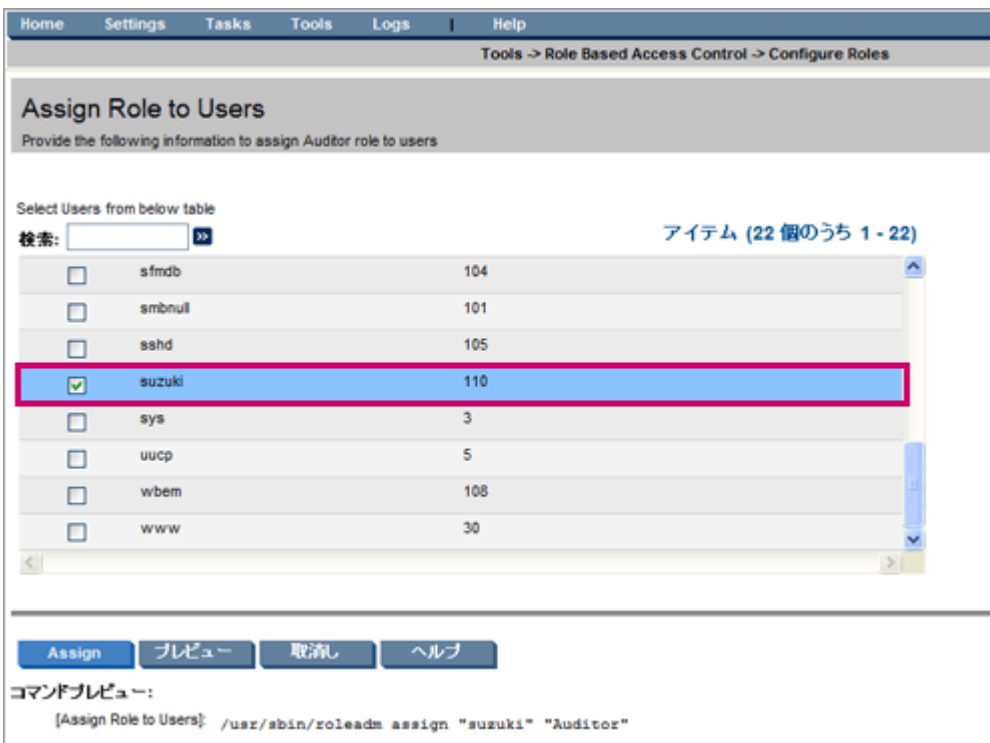 Home Settings Tasks Tools Logs | Help
Tools -> Role Based Access Control -> Configure Roles
Assign Role to Users
Provide the following information to assign Auditor role to users
Select Users from below table
検索: アイテム (22 個のうち 1 - 22)
sfmdb 104
smbnull 101
sshd 105
suzuki 110
sys 3
uucp 5
wbem 108
www 30
Assign プレビュー 取消し ヘルプ
コマンドプレビュー:
[Assign Role to Users]: /usr/sbin/roleadm assign "suzuki" "Auditor"